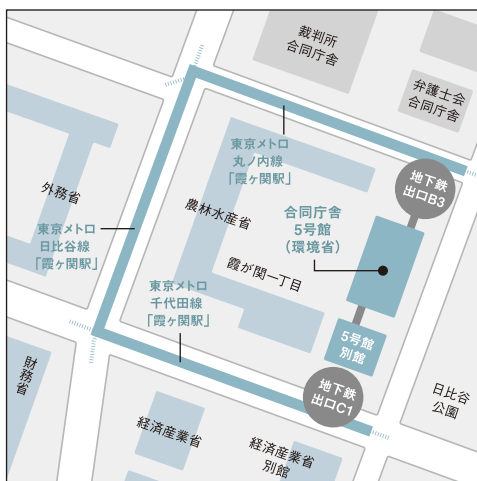 裁判所
合同庁舎
弁護士会
合同庁舎
東京メトロ
丸ノ内線
「霞ヶ関駅」
地下鉄
出口B3
外務省
農林水産省
合同庁舎
5号館
（環境省）
東京メトロ
日比谷線
「霞ヶ関駅」
霞が関一丁目
東京メトロ
千代田線
「霞ヶ関駅」
5号館
別館
財務省
地下鉄
出口C1
日比谷
公園
経済産業省
経済産業省
別館